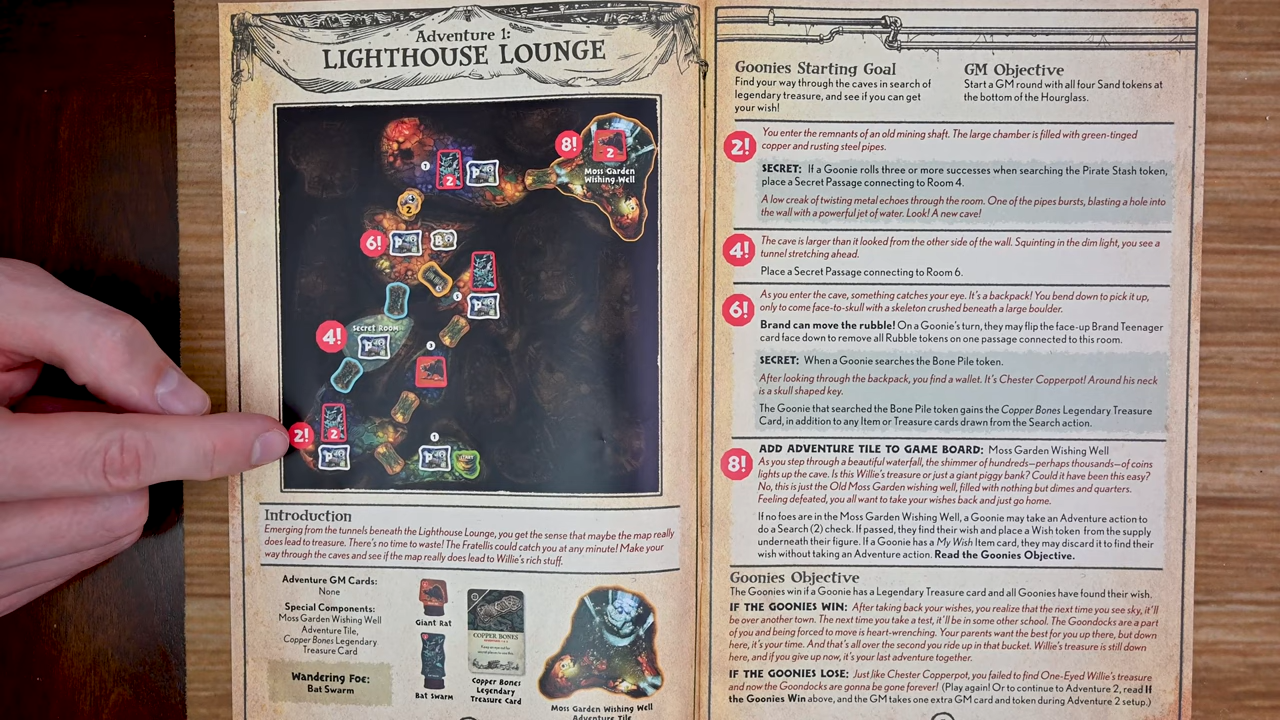 Adventure 1:
LIGHTHOUSE LOUNGE
8!
2
Moss Garden
Wishing Well
7
2
2
6!
5
4!
SECRET ROOM
3
2!
2
1
START
Introduction
Emerging from the tunnels beneath the Lighthouse Lounge, you get the sense that maybe the map really
does lead to treasure. There's no time to waste! The Fratellis could catch you at any minute! Make your
way through the caves and see if the map really does lead to Willie's rich stuff.
Adventure GM Cards:
None
Special Components:
Moss Garden Wishing Well
Adventure Tile,
Copper Bones Legendary
Treasure Card
Wandering Foe:
Bat Swarm
Giant Rat
Bat Swarm
COPPER BONES
Copper Bones
Legendary
Treasure Card
Moss Garden Wishing Well
Adventure Tile
Goonies Starting Goal
Find your way through the caves in search of
legendary treasure, and see if you can get
your wish!
GM Objective
Start a GM round with all four Sand tokens at
the bottom of the Hourglass.
2!
You enter the remnants of an old mining shaft. The large chamber is filled with green-tinged
copper and rusting steel pipes.
SECRET: If a Goonie rolls three or more successes when searching the Pirate Stash token,
place a Secret Passage connecting to Room 4.
A low creak of twisting metal echoes through the room. One of the pipes bursts, blasting a hole into
the wall with a powerful jet of water. Look! A new cave!
4!
The cave is larger than it looked from the other side of the wall. Squinting in the dim light, you see a
tunnel stretching ahead.
Place a Secret Passage connecting to Room 6.
6!
As you enter the cave, something catches your eye. It's a backpack! You bend down to pick it up,
only to come face-to-skull with a skeleton crushed beneath a large boulder.
Brand can move the rubble! On a Goonie's turn, they may flip the face-up Brand Teenager
card face down to remove all Rubble tokens on one passage connected to this room.
SECRET: When a Goonie searches the Bone Pile token.
After looking through the backpack, you find a wallet. It's Chester Copperpot! Around his neck
is a skull shaped key.
The Goonie that searched the Bone Pile token gains the Copper Bones Legendary Treasure
Card, in addition to any Item or Treasure cards drawn from the Search action.
8!
ADD ADVENTURE TILE TO GAME BOARD: Moss Garden Wishing Well
As you step through a beautiful waterfall, the shimmer of hundreds—perhaps thousands—of coins
lights up the cave. Is this Willie's treasure or just a giant piggy bank? Could it have been this easy?
No, this is just the Old Moss Garden wishing well, filled with nothing but dimes and quarters.
Feeling defeated, you all want to take your wishes back and just go home.
If no foes are in the Moss Garden Wishing Well, a Goonie may take an Adventure action to
do a Search (2) check. If passed, they find their wish and place a Wish token from the supply
underneath their figure. If a Goonie has a My Wish Item card, they may discard it to find their
wish without taking an Adventure action. Read the Goonies Objective.
Goonies Objective
The Goonies win if a Goonie has a Legendary Treasure card and all Goonies have found their wish.
IF THE GOONIES WIN: After taking back your wishes, you realize that the next time you see sky, it'll
be over another town. The next time you take a test, it'll be in some other school. The Goondocks are a part
of you and being forced to move is heart-wrenching. Your parents want the best for you up there, but down
here, it's your time. And that's all over the second you ride up in that bucket. Willie's treasure is still down
here, and if you give up now, it's your last adventure together.
IF THE GOONIES LOSE: Just like Chester Copperpot, you failed to find One-Eyed Willie's treasure
and now the Goondocks are gonna be gone forever! (Play again! Or to continue to Adventure 2, read If
the Goonies Win above, and the GM takes one extra GM card and token during Adventure 2 setup.)